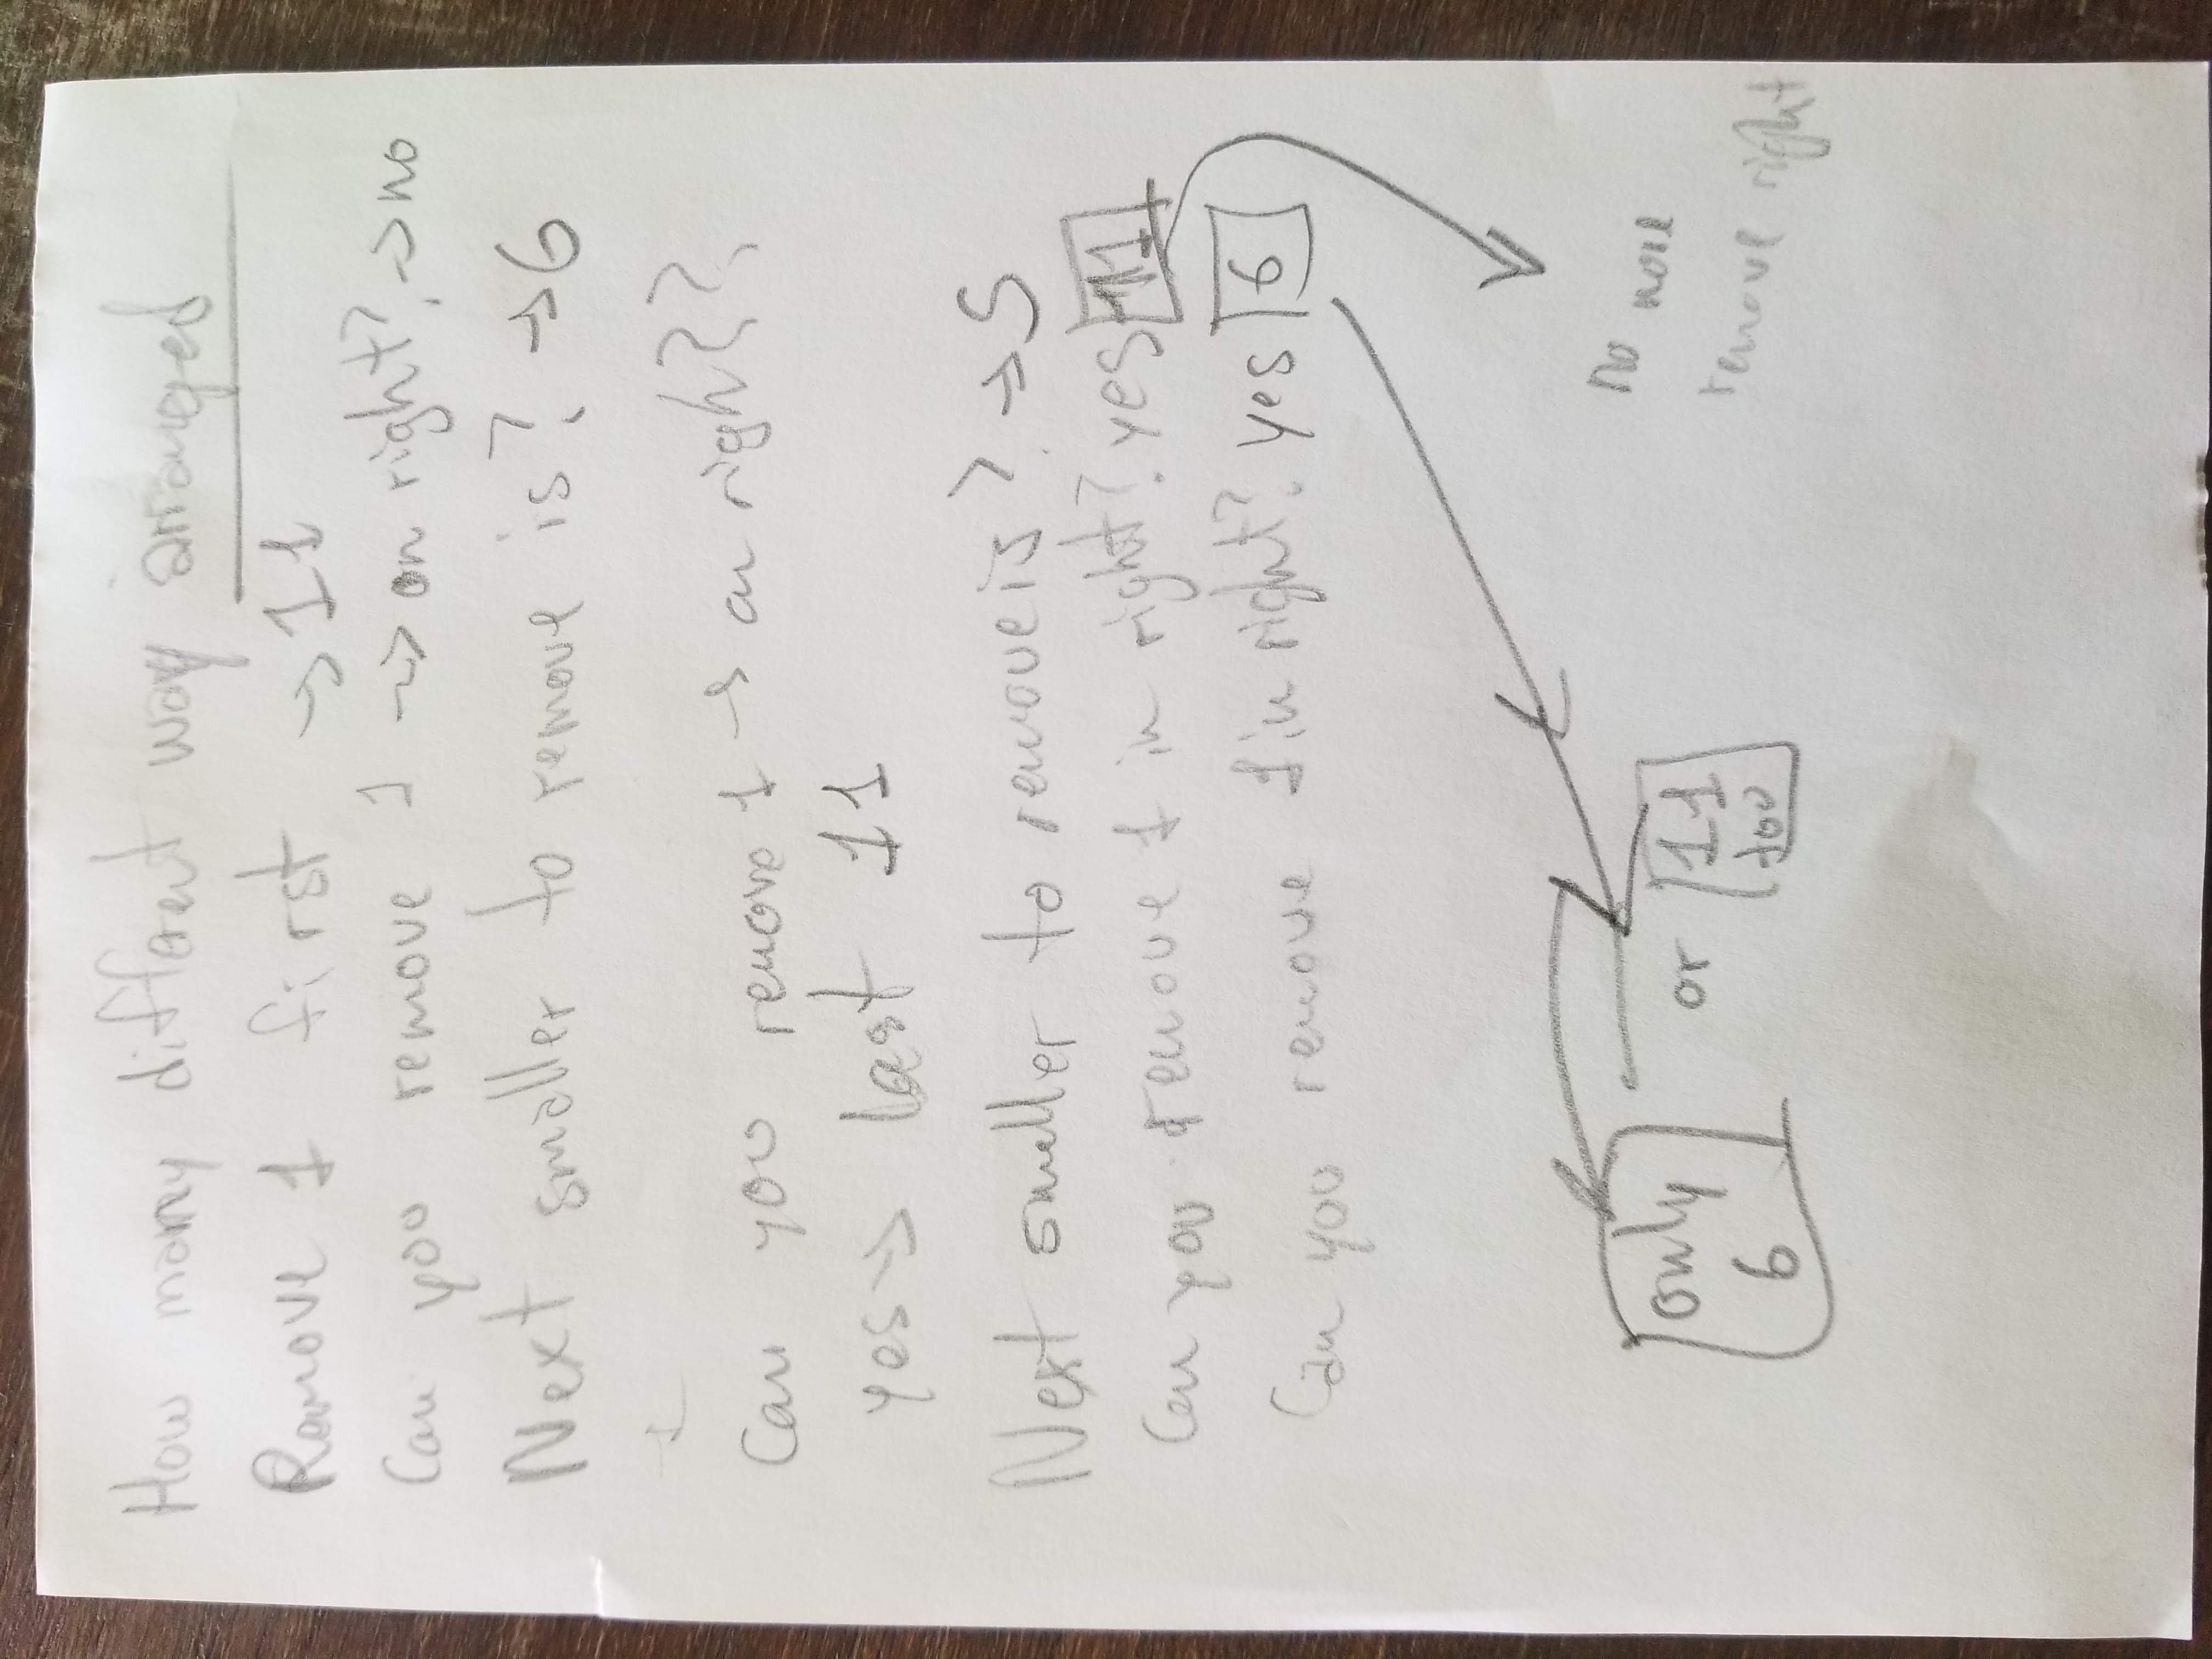 How many different way arranged
Remove 1 first → 11
Can you remove 1 → on right? → no
Next smaller to remove is? → 6
1
Can you remove 1 → on right??
yes → last 11
Next smaller to remove is? → 5
Can you remove 1 in right? yes 11
Can you remove 1 in right? yes 6
only
6
or
11
too
no more
remove right